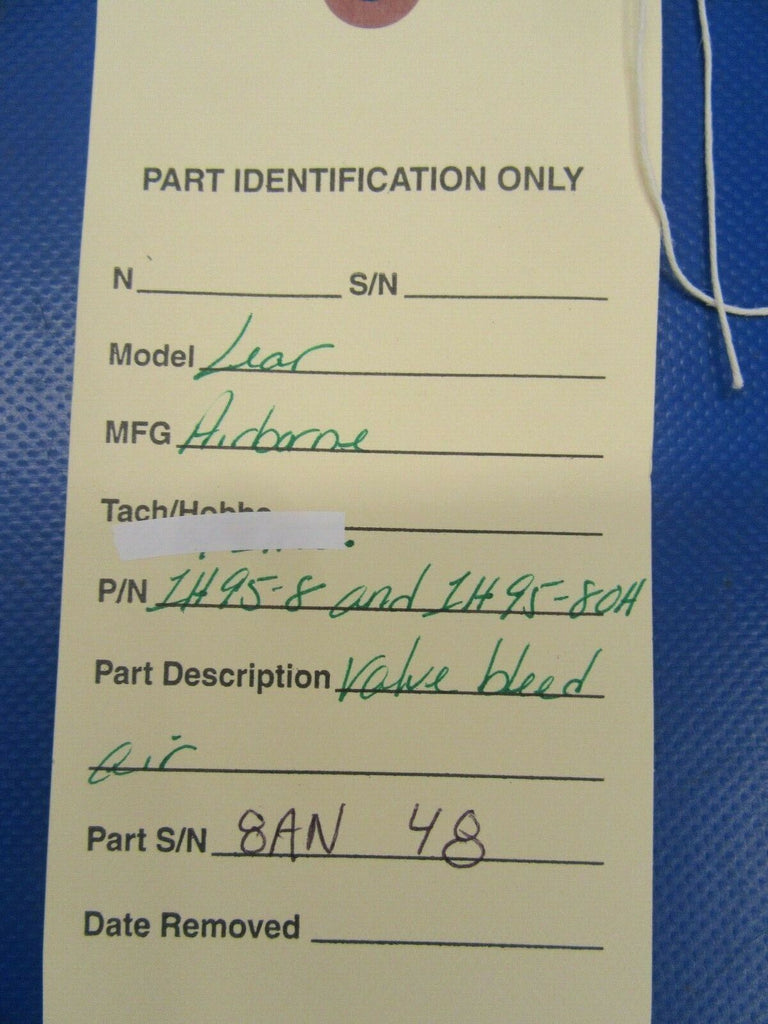 PART IDENTIFICATION ONLY
N S/N
Model Lear
MFG Airborne
Tach/Hobbs
P/N 1H95-8 and 1H95-80H
Part Description Valve bleed
air
Part S/N 8AN 48
Date Removed